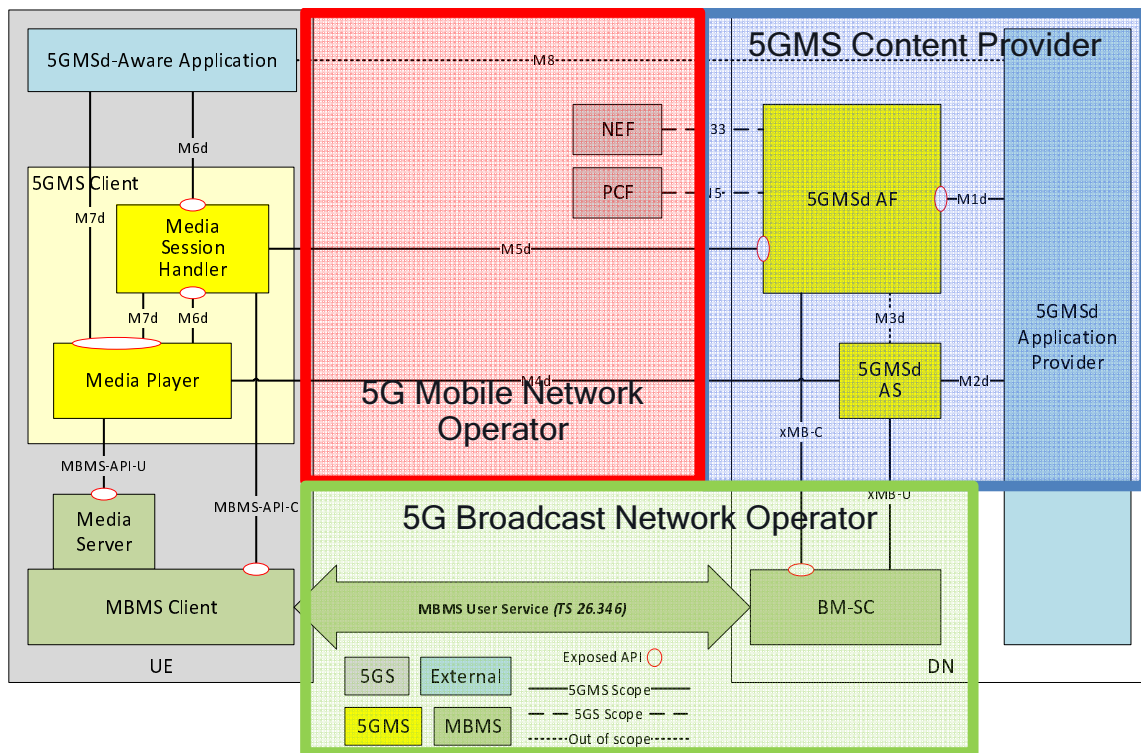 5GMS Content Provider
5GMSd-Aware Application
M8
NEF
33
M6d
PCF
5GMS Client
N5
5GMSd AF
M1d
M7d
Media
Session
Handler
M5d
M7d
M6d
M3d
5GMSd
Application
Provider
Media Player
M4d
5GMSd
AS
M2d
5G Mobile Network
Operator
xMB-C
MBMS-API-U
xMB-U
MBMS-API-C
5G Broadcast Network Operator
Media
Server
MBMS Client
MBMS User Service (TS 26.346)
BM-SC
UE
Exposed API
DN
5GS
External
5GMS Scope
5GS Scope
5GMS
MBMS
Out of scope